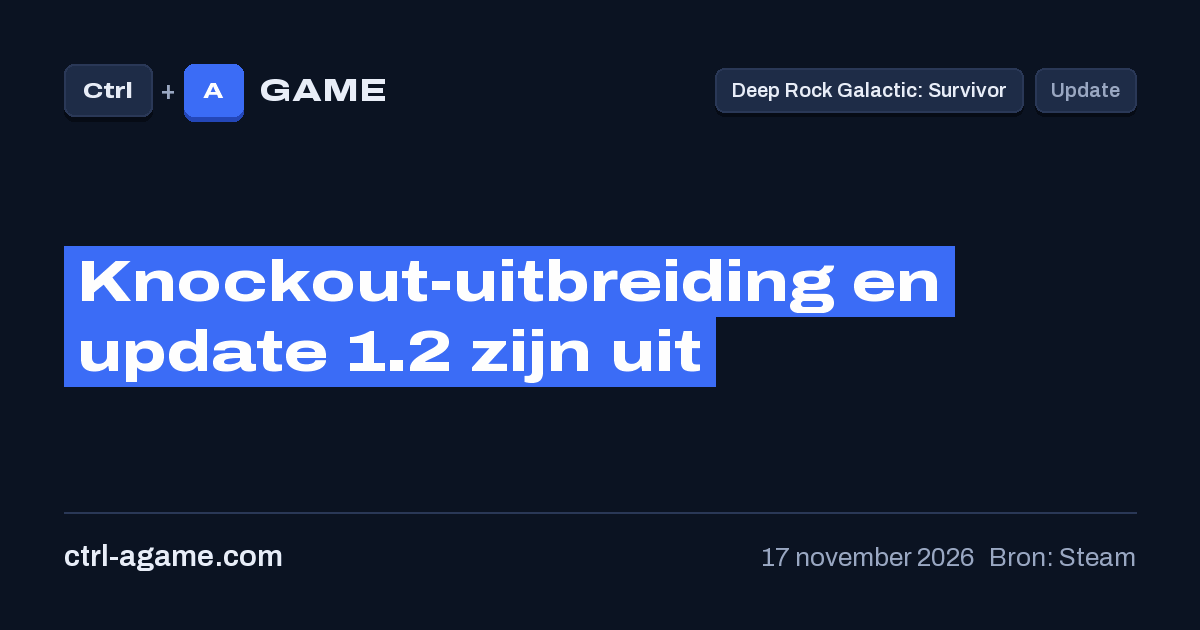 Ctrl + A GAME
Deep Rock Galactic: Survivor
Update
Knockout-uitbreiding en
update 1.2 zijn uit
ctrl-agame.com
17 november 2026 Bron: Steam